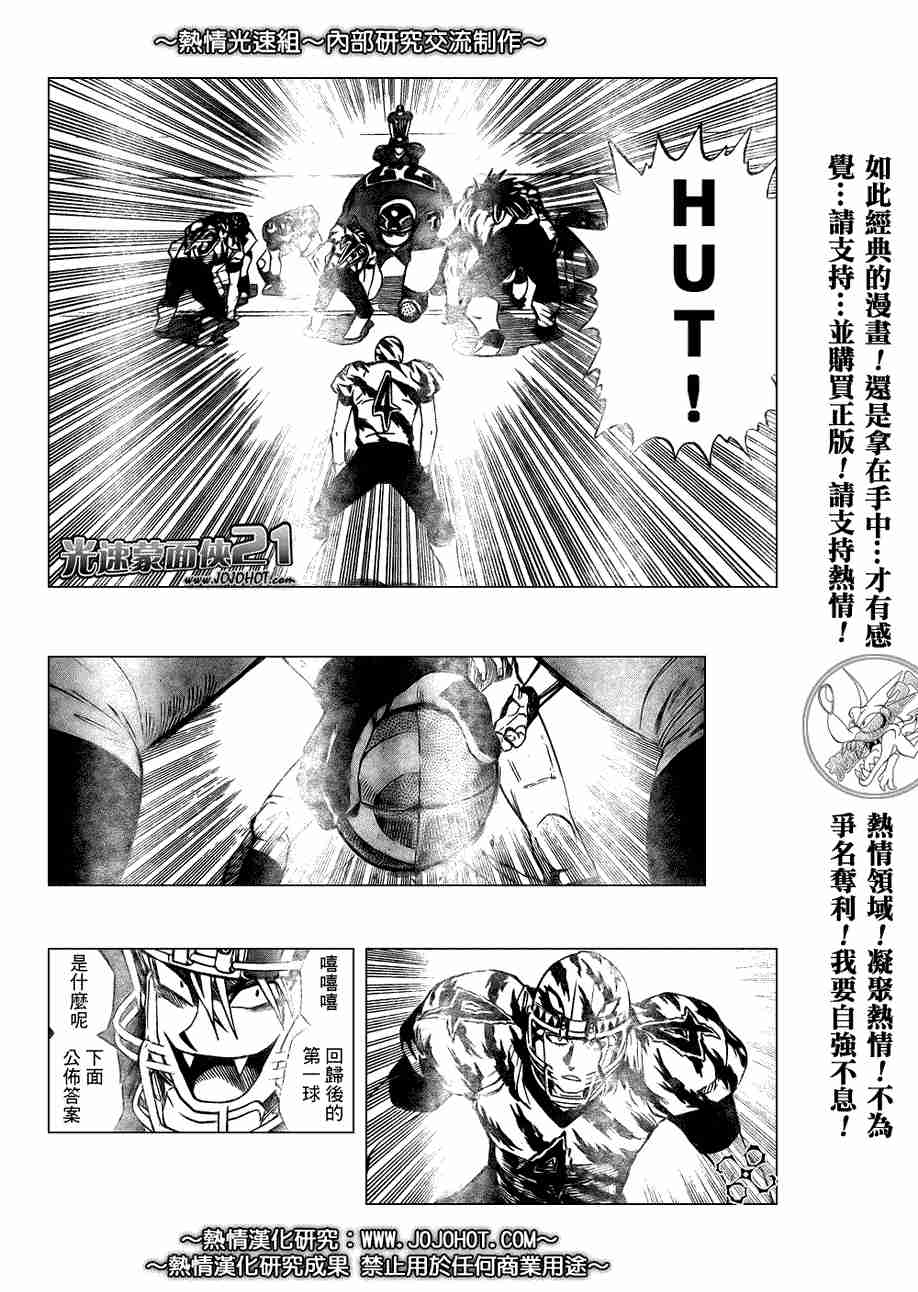 ～熱情光速組～內部研究交流制作～
HUT!
22
4
光速蒙面俠21
www.JOJOHOT.com
如此經典的漫畫！還是拿在手中…才有感
覺…請支持…並購買正版！請支持熱情！
熱情領域！凝聚熱情！不為
爭名奪利！我要自強不息！
4
嘻嘻嘻
回歸後的
第一球
是什麼呢
下面
公佈答案
～熱情漢化研究：WWW.JOJOHOT.COM～
～熱情漢化研究成果 禁止用於任何商業用途～